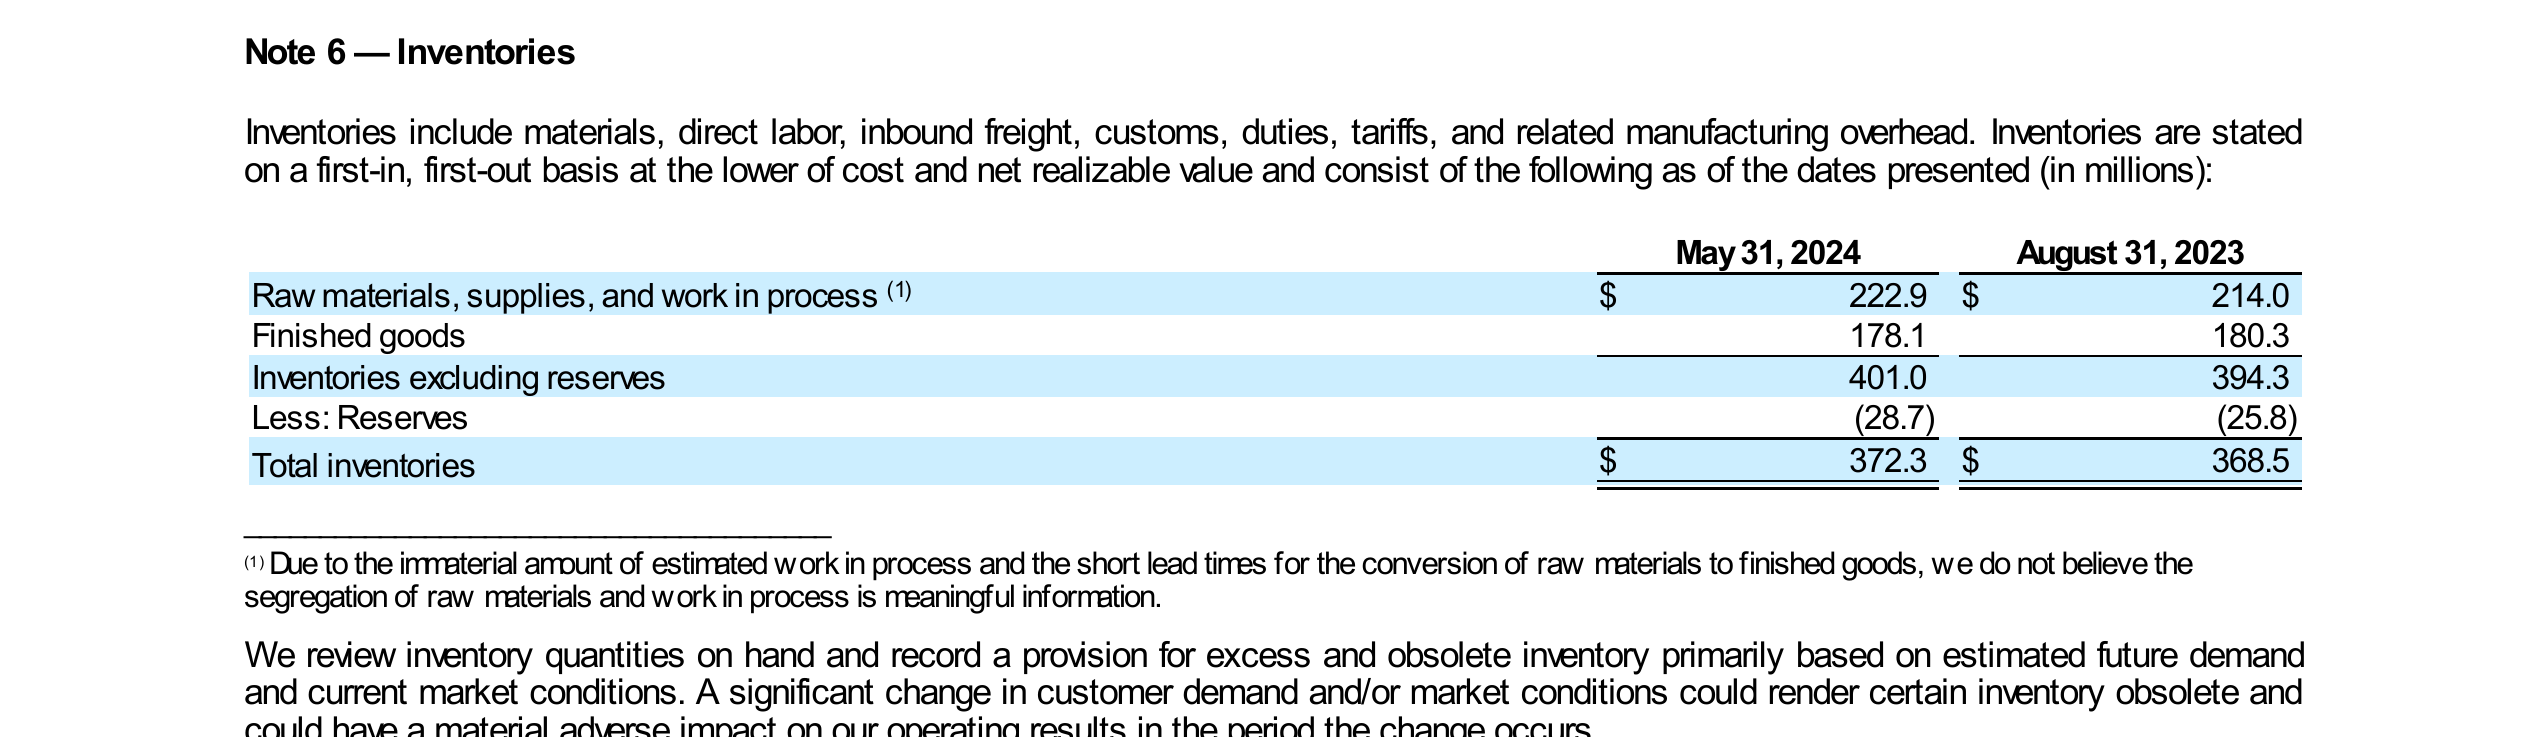 Note 6 — Inventories
Inventories include materials, direct labor, inbound freight, customs, duties, tariffs, and related manufacturing overhead. Inventories are stated
on a first-in, first-out basis at the lower of cost and net realizable value and consist of the following as of the dates presented (in millions):
May 31, 2024 August 31, 2023
Raw materials, supplies, and work in process (1) $ 222.9 $ 214.0
Finished goods 178.1 180.3
Inventories excluding reserves 401.0 394.3
Less: Reserves (28.7) (25.8)
Total inventories $ 372.3 $ 368.5
(1) Due to the immaterial amount of estimated work in process and the short lead times for the conversion of raw materials to finished goods, we do not believe the
segregation of raw materials and work in process is meaningful information.
We review inventory quantities on hand and record a provision for excess and obsolete inventory primarily based on estimated future demand
and current market conditions. A significant change in customer demand and/or market conditions could render certain inventory obsolete and
could have a material adverse impact on our operating results in the period the change occurs.